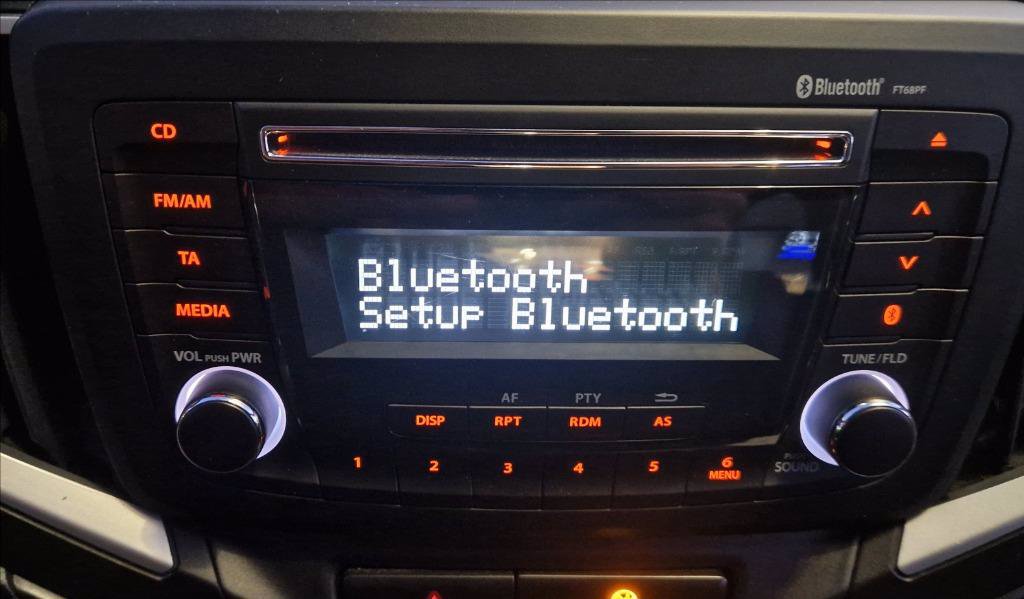 Bluetooth FT68PF
CD
FM/AM
TA
MEDIA
Bluetooth
Setup Bluetooth
VOL PUSH PWR
TUNE/FLD
AF
PTY
DISP
RPT
RDM
AS
1
2
3
4
5
6
MENU
PUSH
SOUND